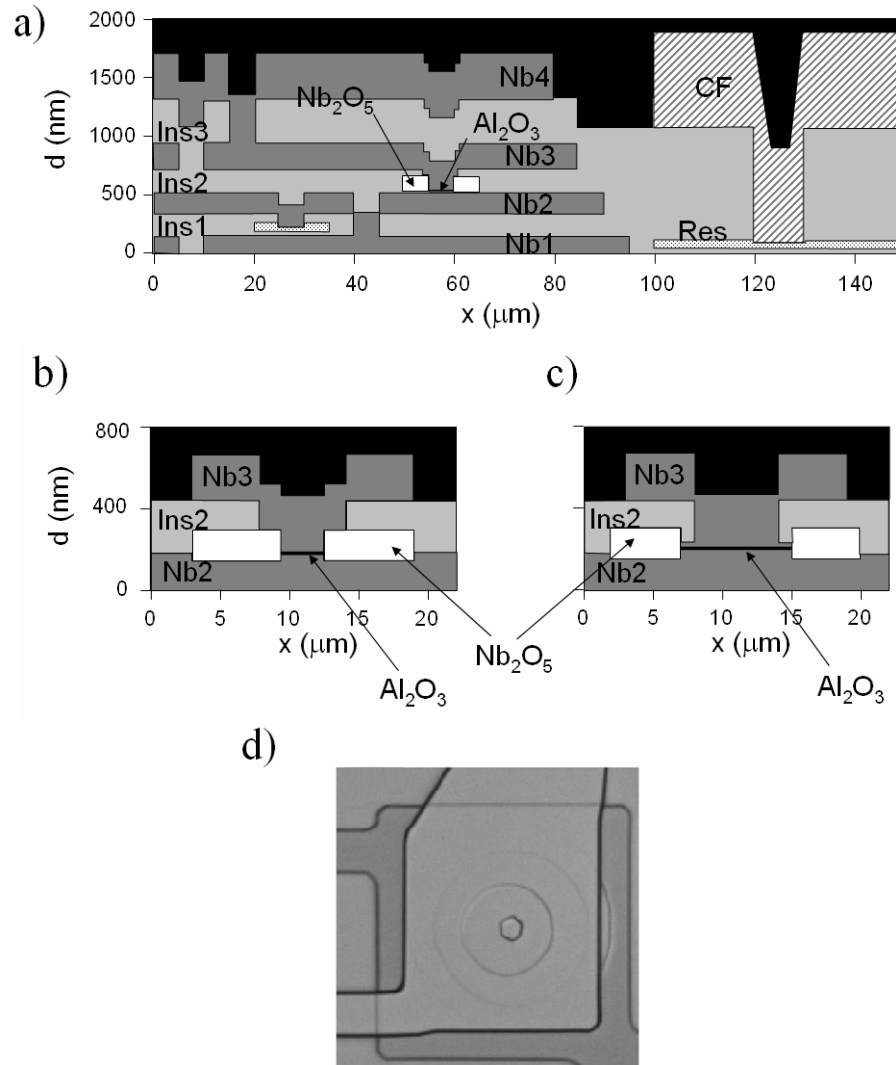 a)
2000
1500
1000
500
0
d (nm)
Nb₂O₅
Al₂O₃
Nb4
CF
Ins3
Nb3
Ins2
Nb2
Ins1
Nb1
Res
0 20 40 60 80 100 120 140
x (μm)
b)
800
400
0
d (nm)
Nb3
Ins2
Nb2
0 5 10 15 20
x (μm)
Al₂O₃
Nb₂O₅
c)
Nb3
Ins2
Nb2
0 5 10 15 20
x (μm)
Al₂O₃
d)